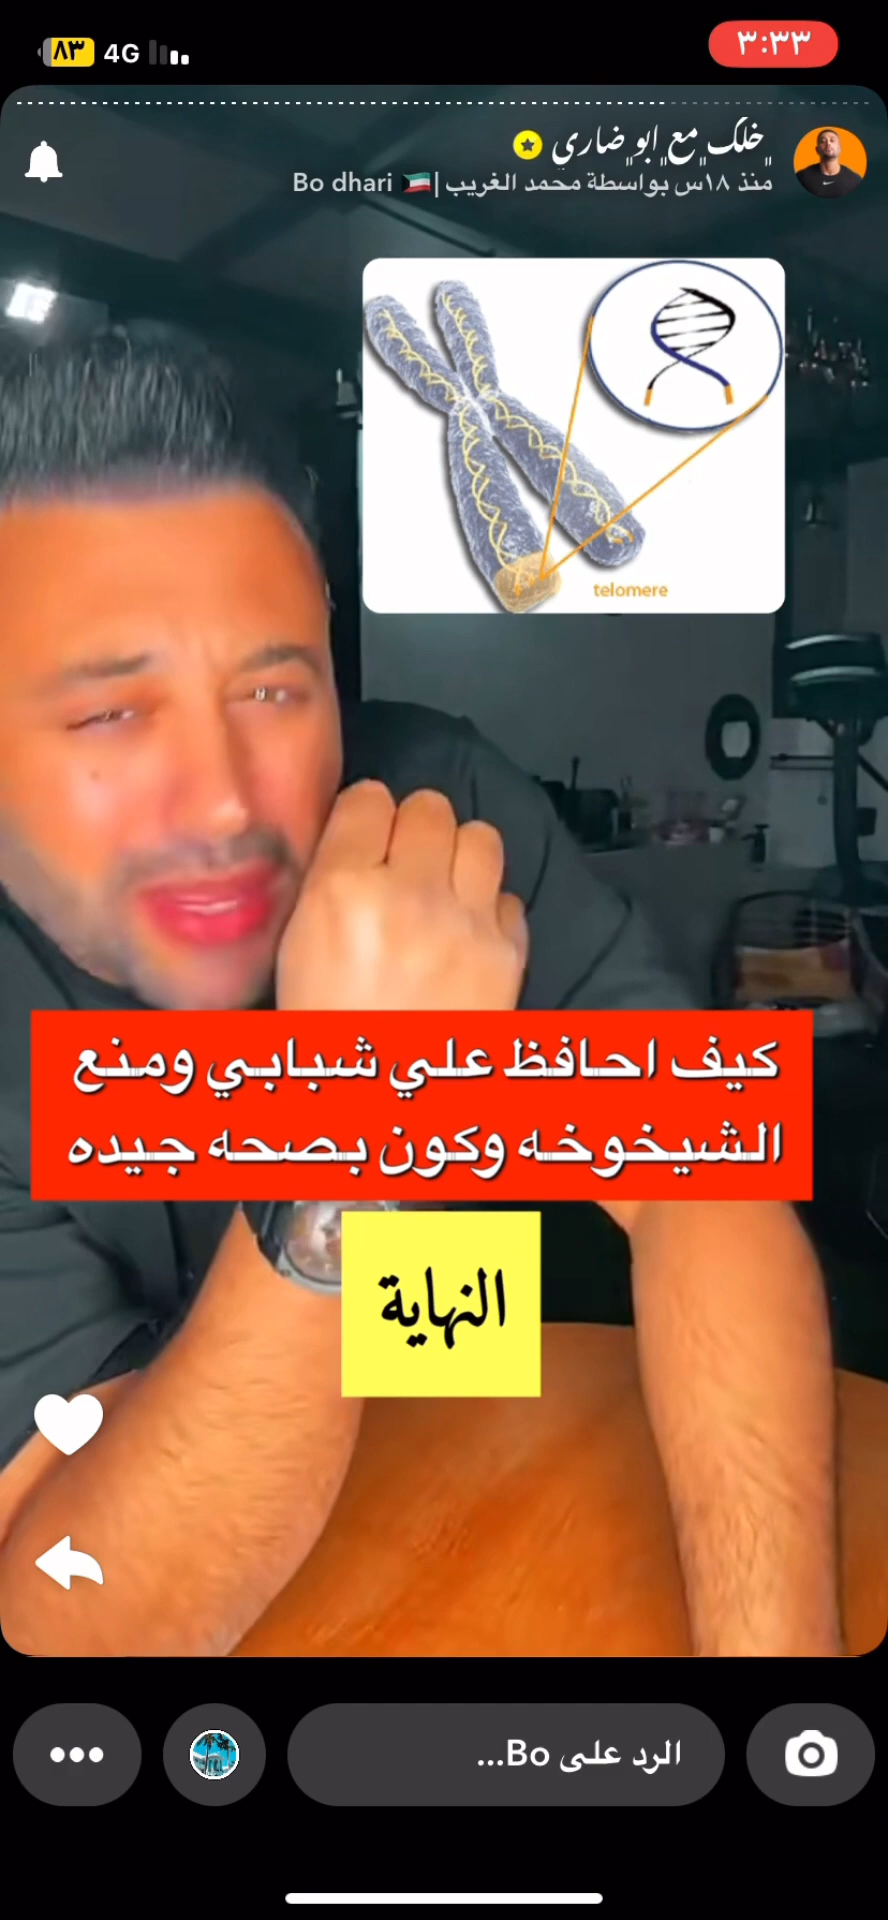 ٣:٣٣
4G
٨٣
"خلك" مع" ابو" ضاري
منذ ١٨س بواسطة محمد الغريب | Bo dhari
telomere
كيف احافظ علي شبابي ومنع
الشيخوخه وكون بصحه جيده
النهاية
الرد على Bo...